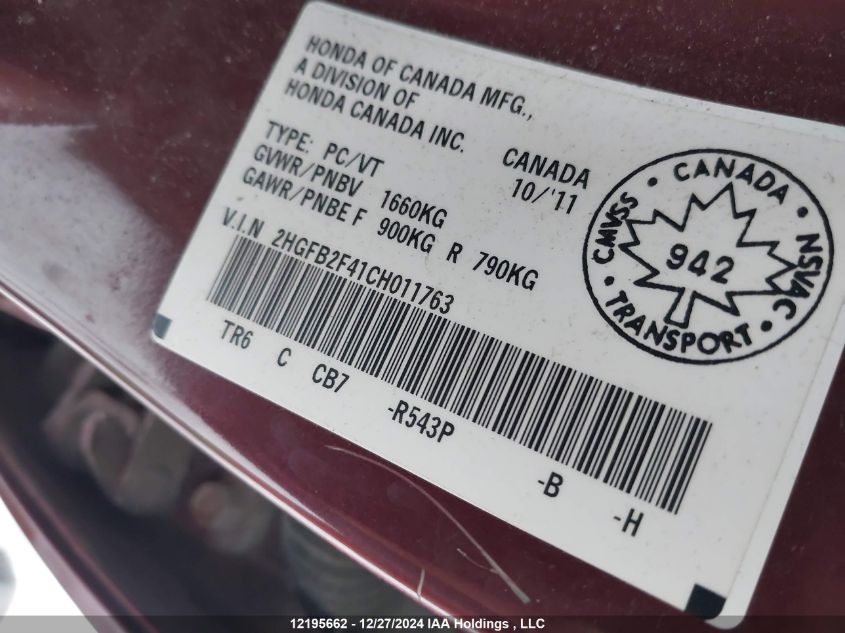 HONDA OF CANADA MFG.,
A DIVISION OF
HONDA CANADA INC.
CANADA
10/'11
TYPE: PC/VT
GVWR/PNBV 1660KG
GAWR/PNBE F 900KG R 790KG
V.I.N 2HGFB2F41CH011763
TR6 C CB7 -R543P -B -H
CANADA
CMVSS • NSVAC
942
TRANSPORT
12195662 - 12/27/2024 IAA Holdings , LLC